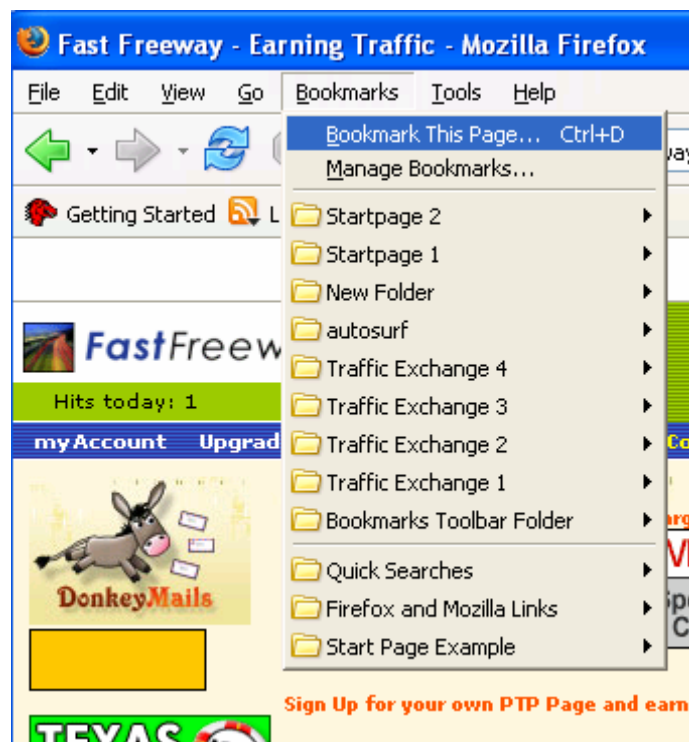 Fast Freeway - Earning Traffic - Mozilla Firefox
File Edit View Go Bookmarks Tools Help
Bookmark This Page... Ctrl+D
Manage Bookmarks...
Getting Started
Startpage 2
Startpage 1
New Folder
autosurf
FastFreew
Traffic Exchange 4
Hits today: 1
Traffic Exchange 3
myAccount Upgrad
Traffic Exchange 2
Traffic Exchange 1
Bookmarks Toolbar Folder
Quick Searches
DonkeyMails
Firefox and Mozilla Links
Start Page Example
Sign Up for your own PTP Page and earn
TEXAS